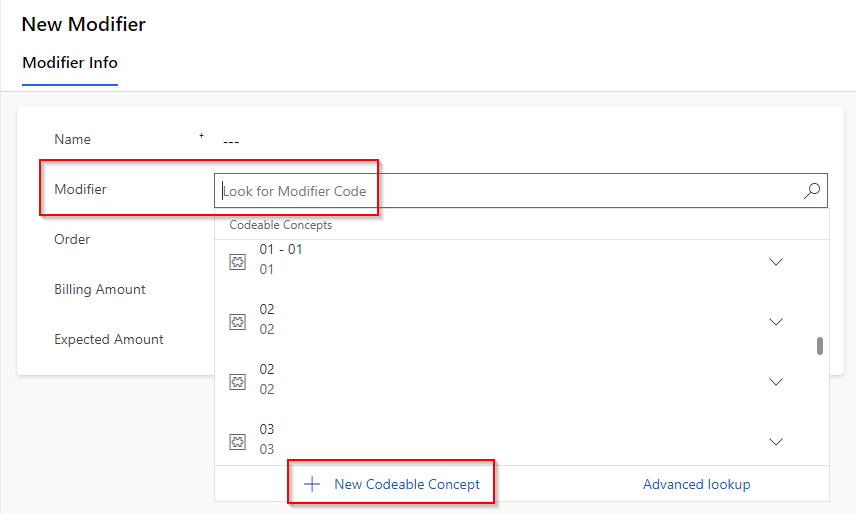 New Modifier
Modifier Info
Name + ---
Modifier Look for Modifier Code
Codeable Concepts
Order 01 - 01
01
Billing Amount 02
02
Expected Amount 02
02
03
03
New Codeable Concept Advanced lookup